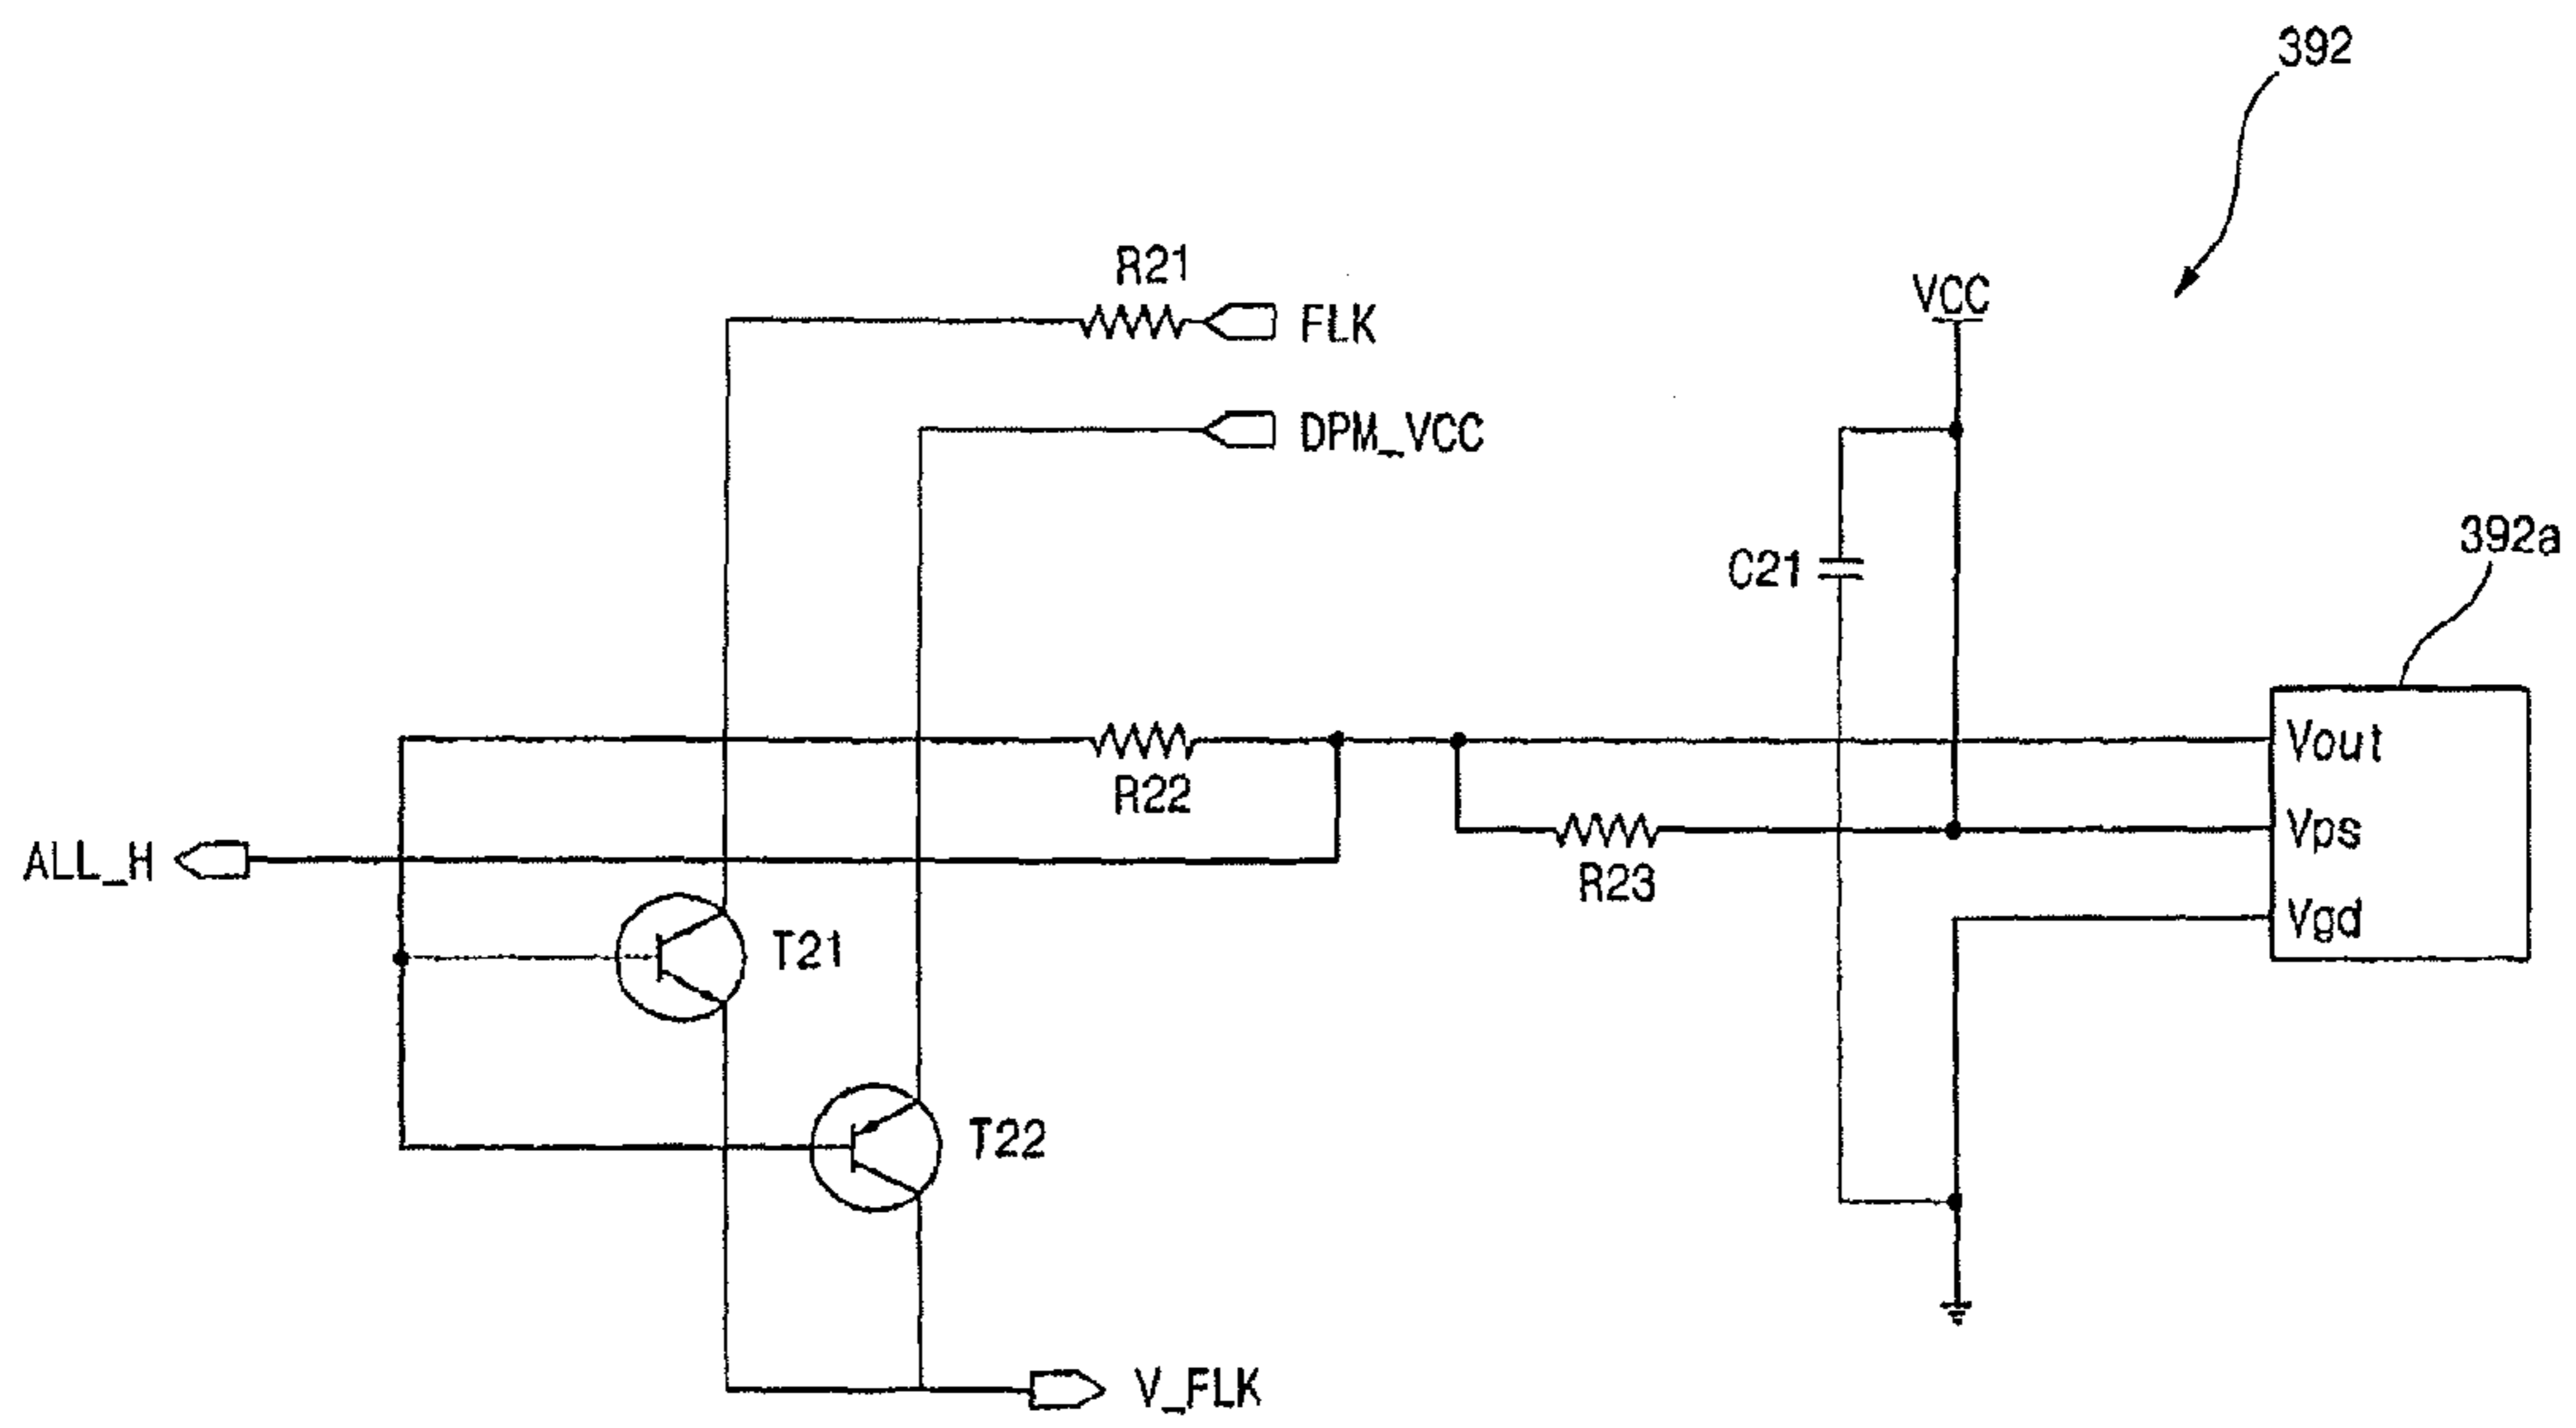 392
R21
FLK
VCC
DPM_VCC
392a
C21
Vout
R22
Vps
ALL_H
R23
Vgd
T21
T22
V_FLK